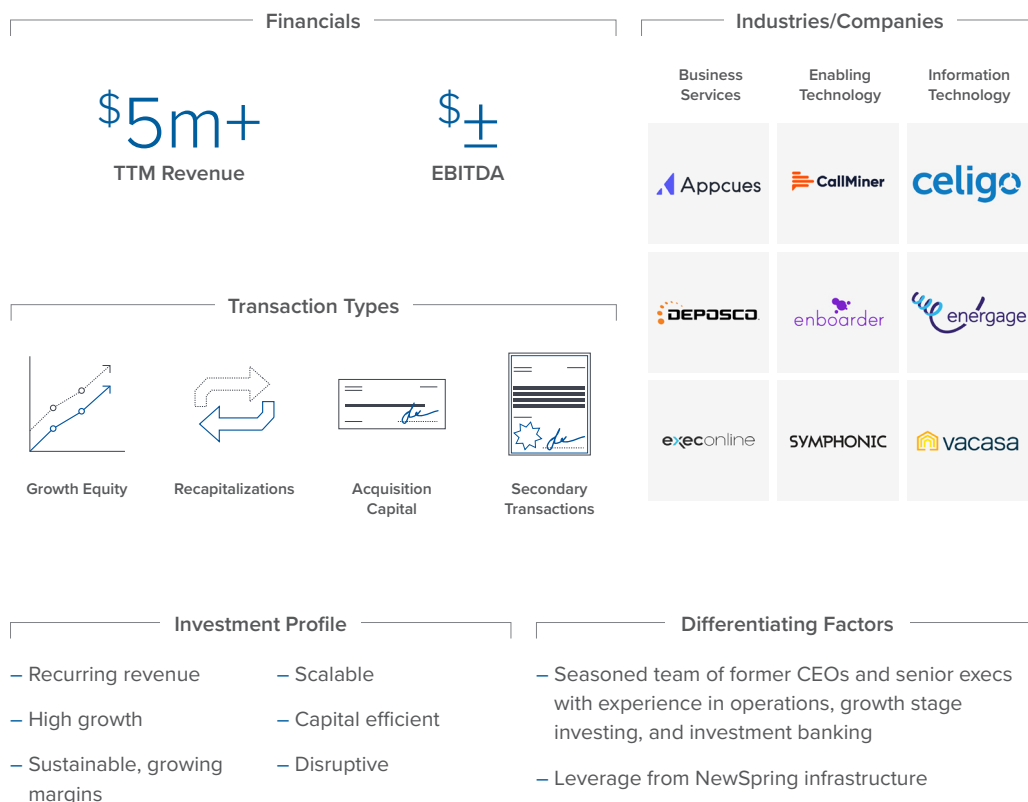 Financials
$5m+
TTM Revenue
$±
EBITDA
Industries/Companies
Business
Services
Enabling
Technology
Information
Technology
Appcues
CallMiner
celigo
DEPOSCO
enboarder
energage
execonline
SYMPHONIC
vacasa
Transaction Types
Growth Equity
Recapitalizations
Acquisition
Capital
Secondary
Transactions
Investment Profile
– Recurring revenue
– High growth
– Sustainable, growing
margins
– Scalable
– Capital efficient
– Disruptive
Differentiating Factors
– Seasoned team of former CEOs and senior execs
with experience in operations, growth stage
investing, and investment banking
– Leverage from NewSpring infrastructure